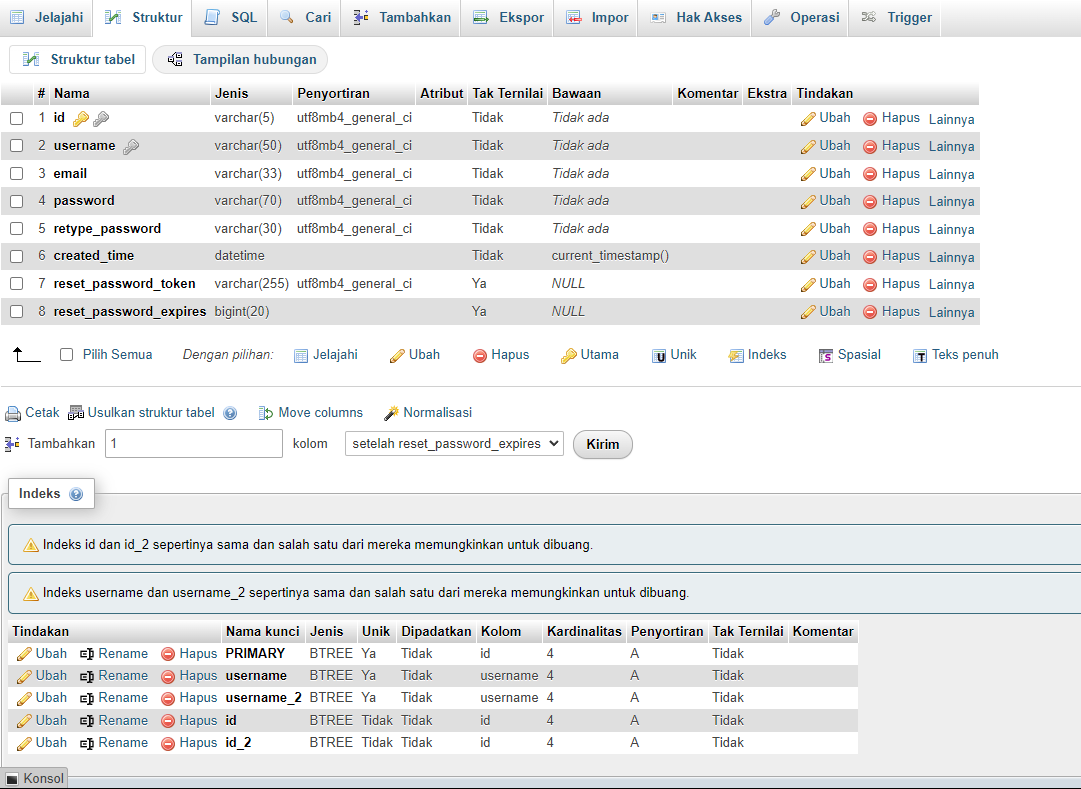 Jelajahi Struktur SQL Cari Tambahkan Ekspor Impor Hak Akses Operasi Trigger
Struktur tabel Tampilan hubungan
# Nama Jenis Penyortiran Atribut Tak Ternilai Bawaan Komentar Ekstra Tindakan
1 id varchar(5) utf8mb4_general_ci Tidak Tidak ada Ubah Hapus Lainnya
2 username varchar(50) utf8mb4_general_ci Tidak Tidak ada Ubah Hapus Lainnya
3 email varchar(33) utf8mb4_general_ci Tidak Tidak ada Ubah Hapus Lainnya
4 password varchar(70) utf8mb4_general_ci Tidak Tidak ada Ubah Hapus Lainnya
5 retype_password varchar(30) utf8mb4_general_ci Tidak Tidak ada Ubah Hapus Lainnya
6 created_time datetime Tidak current_timestamp() Ubah Hapus Lainnya
7 reset_password_token varchar(255) utf8mb4_general_ci Ya NULL Ubah Hapus Lainnya
8 reset_password_expires bigint(20) Ya NULL Ubah Hapus Lainnya
Pilih Semua Dengan pilihan: Jelajahi Ubah Hapus Utama Unik Indeks Spasial Teks penuh
Cetak Usulkan struktur tabel Move columns Normalisasi
Tambahkan 1 kolom setelah reset_password_expires Kirim
Indeks
Indeks id dan id_2 sepertinya sama dan salah satu dari mereka memungkinkan untuk dibuang.
Indeks username dan username_2 sepertinya sama dan salah satu dari mereka memungkinkan untuk dibuang.
Tindakan Nama kunci Jenis Unik Dipadatkan Kolom Kardinalitas Penyortiran Tak Ternilai Komentar
Ubah Rename Hapus PRIMARY BTREE Ya Tidak id 4 A Tidak
Ubah Rename Hapus username BTREE Ya Tidak username 4 A Tidak
Ubah Rename Hapus username_2 BTREE Ya Tidak username 4 A Tidak
Ubah Rename Hapus id BTREE Tidak Tidak id 4 A Tidak
Ubah Rename Hapus id_2 BTREE Tidak Tidak id 4 A Tidak
Konsol